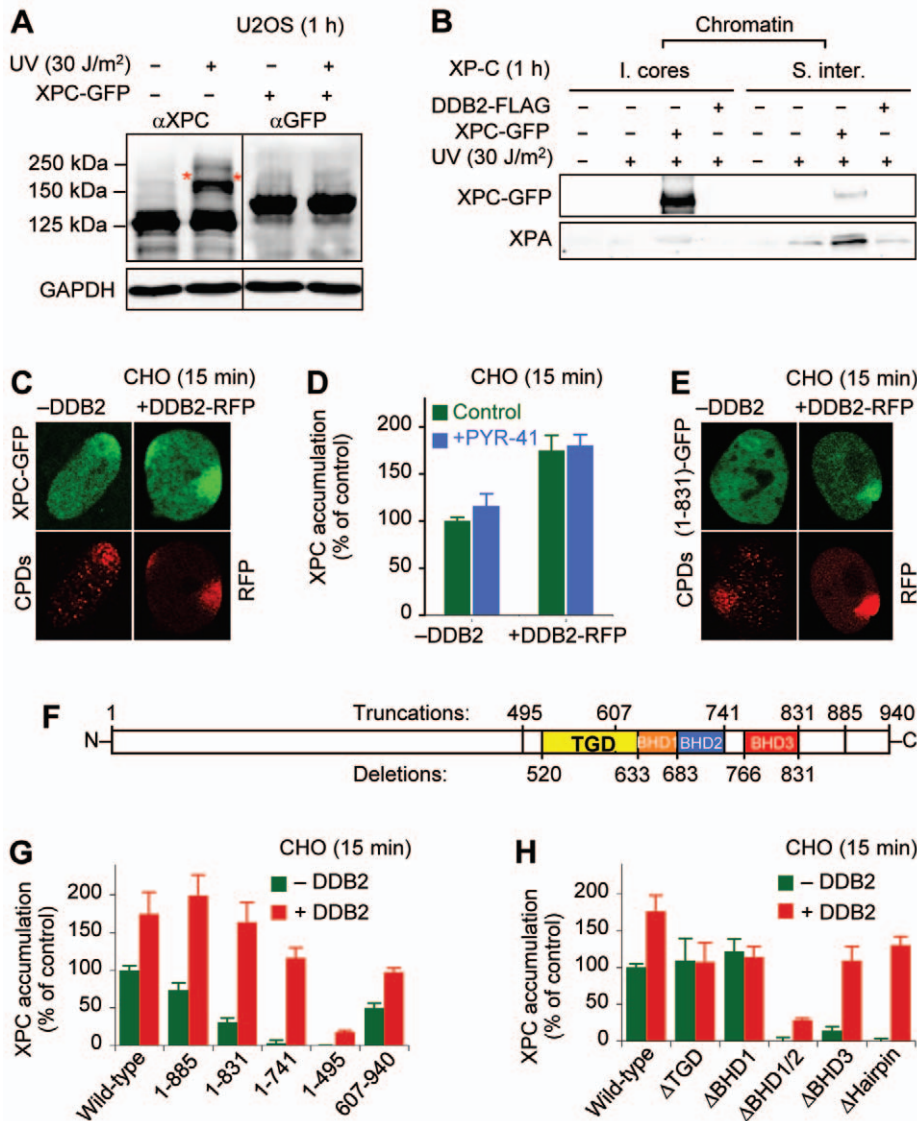 A
U2OS (1 h)
UV (30 J/m²) – + – +
XPC-GFP – – + +
αXPC αGFP
250 kDa
* *
150 kDa
125 kDa
GAPDH
B
Chromatin
XP-C (1 h) I. cores S. inter.
DDB2-FLAG – – – + – – – +
XPC-GFP – – + – – – + –
UV (30 J/m²) – + + + – + + +
XPC-GFP
XPA
C
CHO (15 min)
–DDB2 +DDB2-RFP
XPC-GFP
CPDs
RFP
D
CHO (15 min)
Control
+PYR-41
XPC accumulation
(% of control)
200
150
100
50
0
–DDB2 +DDB2-RFP
E
CHO (15 min)
–DDB2 +DDB2-RFP
(1-831)-GFP
CPDs
RFP
F
1 Truncations: 495 607 741 831 885 940
N– TGD BHD1 BHD2 BHD3 –C
Deletions: 520 633 683 766 831
G
CHO (15 min)
– DDB2
+ DDB2
XPC accumulation
(% of control)
200
150
100
50
0
Wild-type 1-885 1-831 1-741 1-495 607-940
H
CHO (15 min)
– DDB2
+ DDB2
XPC accumulation
(% of control)
200
150
100
50
0
Wild-type ΔTGD ΔBHD1 ΔBHD1/2 ΔBHD3 ΔHairpin